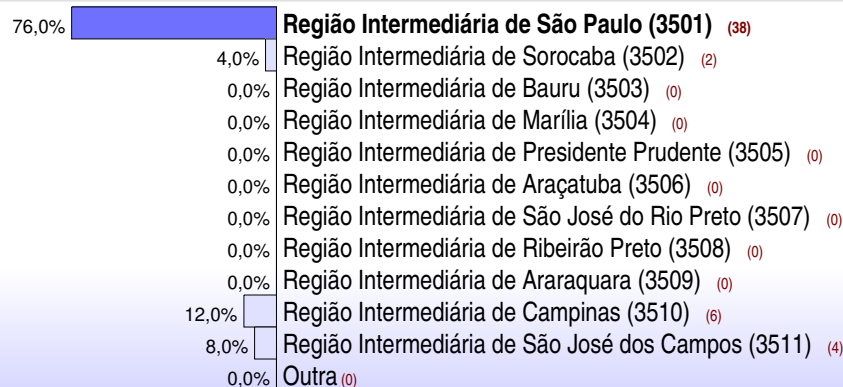 76,0% Região Intermediária de São Paulo (3501) (38)
4,0% Região Intermediária de Sorocaba (3502) (2)
0,0% Região Intermediária de Bauru (3503) (0)
0,0% Região Intermediária de Marília (3504) (0)
0,0% Região Intermediária de Presidente Prudente (3505) (0)
0,0% Região Intermediária de Araçatuba (3506) (0)
0,0% Região Intermediária de São José do Rio Preto (3507) (0)
0,0% Região Intermediária de Ribeirão Preto (3508) (0)
0,0% Região Intermediária de Araraquara (3509) (0)
12,0% Região Intermediária de Campinas (3510) (6)
8,0% Região Intermediária de São José dos Campos (3511) (4)
0,0% Outra (0)